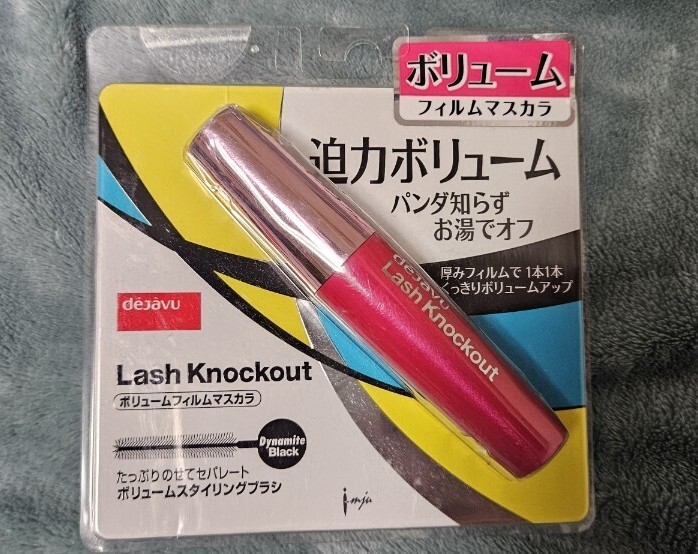 ボリューム
フィルムマスカラ
迫力ボリューム
パンダ知らず
お湯でオフ
厚みフィルムで 1本1本
くっきりボリュームアップ
dejavu
Lash Knockout
déjàvu
Lash Knockout
ボリュームフィルムマスカラ
Dynamite
Black
たっぷりのせてセパレート
ボリュームスタイリングブラシ
imju